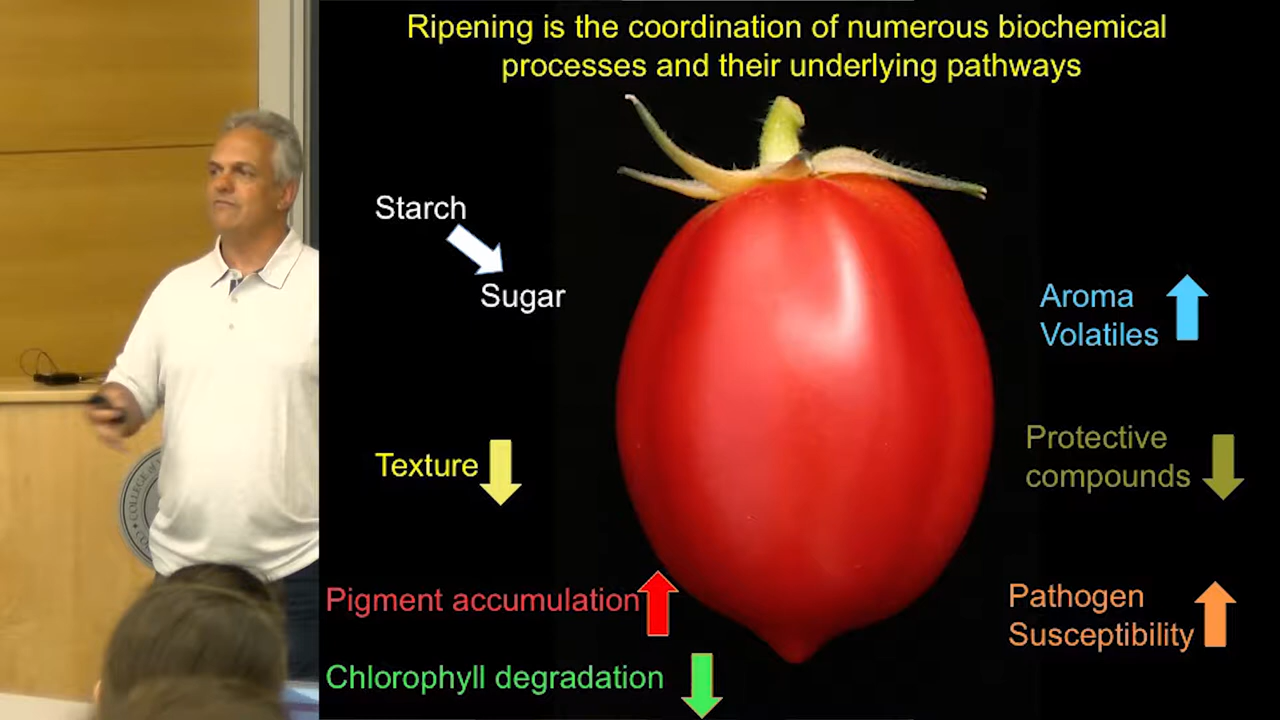 Ripening is the coordination of numerous biochemical
processes and their underlying pathways
Starch
Sugar
Aroma
Volatiles
Texture
Protective
compounds
Pigment accumulation
Pathogen
Susceptibility
Chlorophyll degradation
COLLEGE